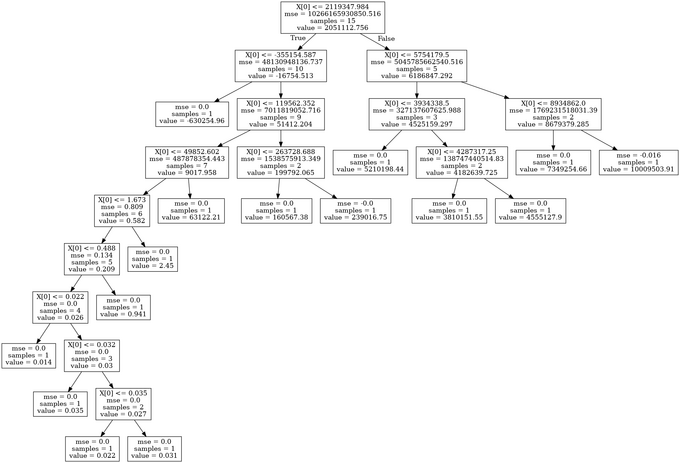 X[0] <= 2119347.984
mse = 10266165930850.516
samples = 15
value = 2051112.756
True
False
X[0] <= -355154.587
mse = 48130948136.737
samples = 10
value = -16754.513
X[0] <= 5754179.5
mse = 5045785662540.516
samples = 5
value = 6186847.292
mse = 0.0
samples = 1
value = -630254.96
X[0] <= 119562.352
mse = 7011819052.716
samples = 9
value = 51412.204
X[0] <= 3934338.5
mse = 327137607625.988
samples = 3
value = 4525159.297
X[0] <= 8934862.0
mse = 1769231518031.39
samples = 2
value = 8679379.285
X[0] <= 49852.602
mse = 487878354.443
samples = 7
value = 9017.958
X[0] <= 263728.688
mse = 1538575913.349
samples = 2
value = 199792.065
mse = 0.0
samples = 1
value = 5210198.44
X[0] <= 4287317.25
mse = 138747440514.83
samples = 2
value = 4182639.725
mse = 0.0
samples = 1
value = 7349254.66
mse = -0.016
samples = 1
value = 10009503.91
X[0] <= 1.673
mse = 0.809
samples = 6
value = 0.582
mse = 0.0
samples = 1
value = 63122.21
mse = 0.0
samples = 1
value = 160567.38
mse = -0.0
samples = 1
value = 239016.75
mse = 0.0
samples = 1
value = 3810151.55
mse = 0.0
samples = 1
value = 4555127.9
X[0] <= 0.488
mse = 0.134
samples = 5
value = 0.209
mse = 0.0
samples = 1
value = 2.45
X[0] <= 0.022
mse = 0.0
samples = 4
value = 0.026
mse = 0.0
samples = 1
value = 0.941
mse = 0.0
samples = 1
value = 0.014
X[0] <= 0.032
mse = 0.0
samples = 3
value = 0.03
mse = 0.0
samples = 1
value = 0.035
X[0] <= 0.035
mse = 0.0
samples = 2
value = 0.027
mse = 0.0
samples = 1
value = 0.022
mse = 0.0
samples = 1
value = 0.031